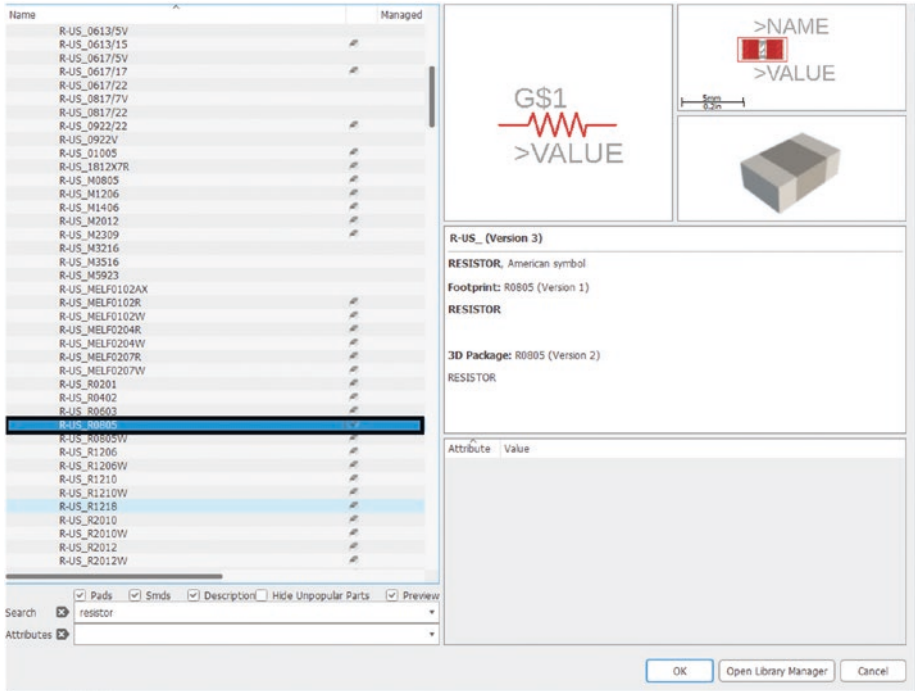 Name Managed
R-US_0613/5V
R-US_0613/15
R-US_0617/5V
R-US_0617/17
R-US_0617/22
R-US_0817/7V
R-US_0817/22
R-US_0922/22
R-US_0922V
R-US_01005
R-US_1812X7R
R-US_M0805
R-US_M1206
R-US_M1406
R-US_M2012
R-US_M2309
R-US_M3216
R-US_M3516
R-US_M5923
R-US_MELF0102AX
R-US_MELF0102R
R-US_MELF0102W
R-US_MELF0204R
R-US_MELF0204W
R-US_MELF0207R
R-US_MELF0207W
R-US_R0201
R-US_R0402
R-US_R0603
R-US_R0805
R-US_R0805W
R-US_R1206
R-US_R1206W
R-US_R1210
R-US_R1210W
R-US_R1218
R-US_R2010
R-US_R2010W
R-US_R2012
R-US_R2012W
Pads Smds Description Hide Unpopular Parts Preview
Search resistor
Attributes
G$1
>VALUE
>NAME
>VALUE
5mm
0.2in
R-US_ (Version 3)
RESISTOR, American symbol
Footprint: R0805 (Version 1)
RESISTOR
3D Package: R0805 (Version 2)
RESISTOR
Attribute Value
OK Open Library Manager Cancel